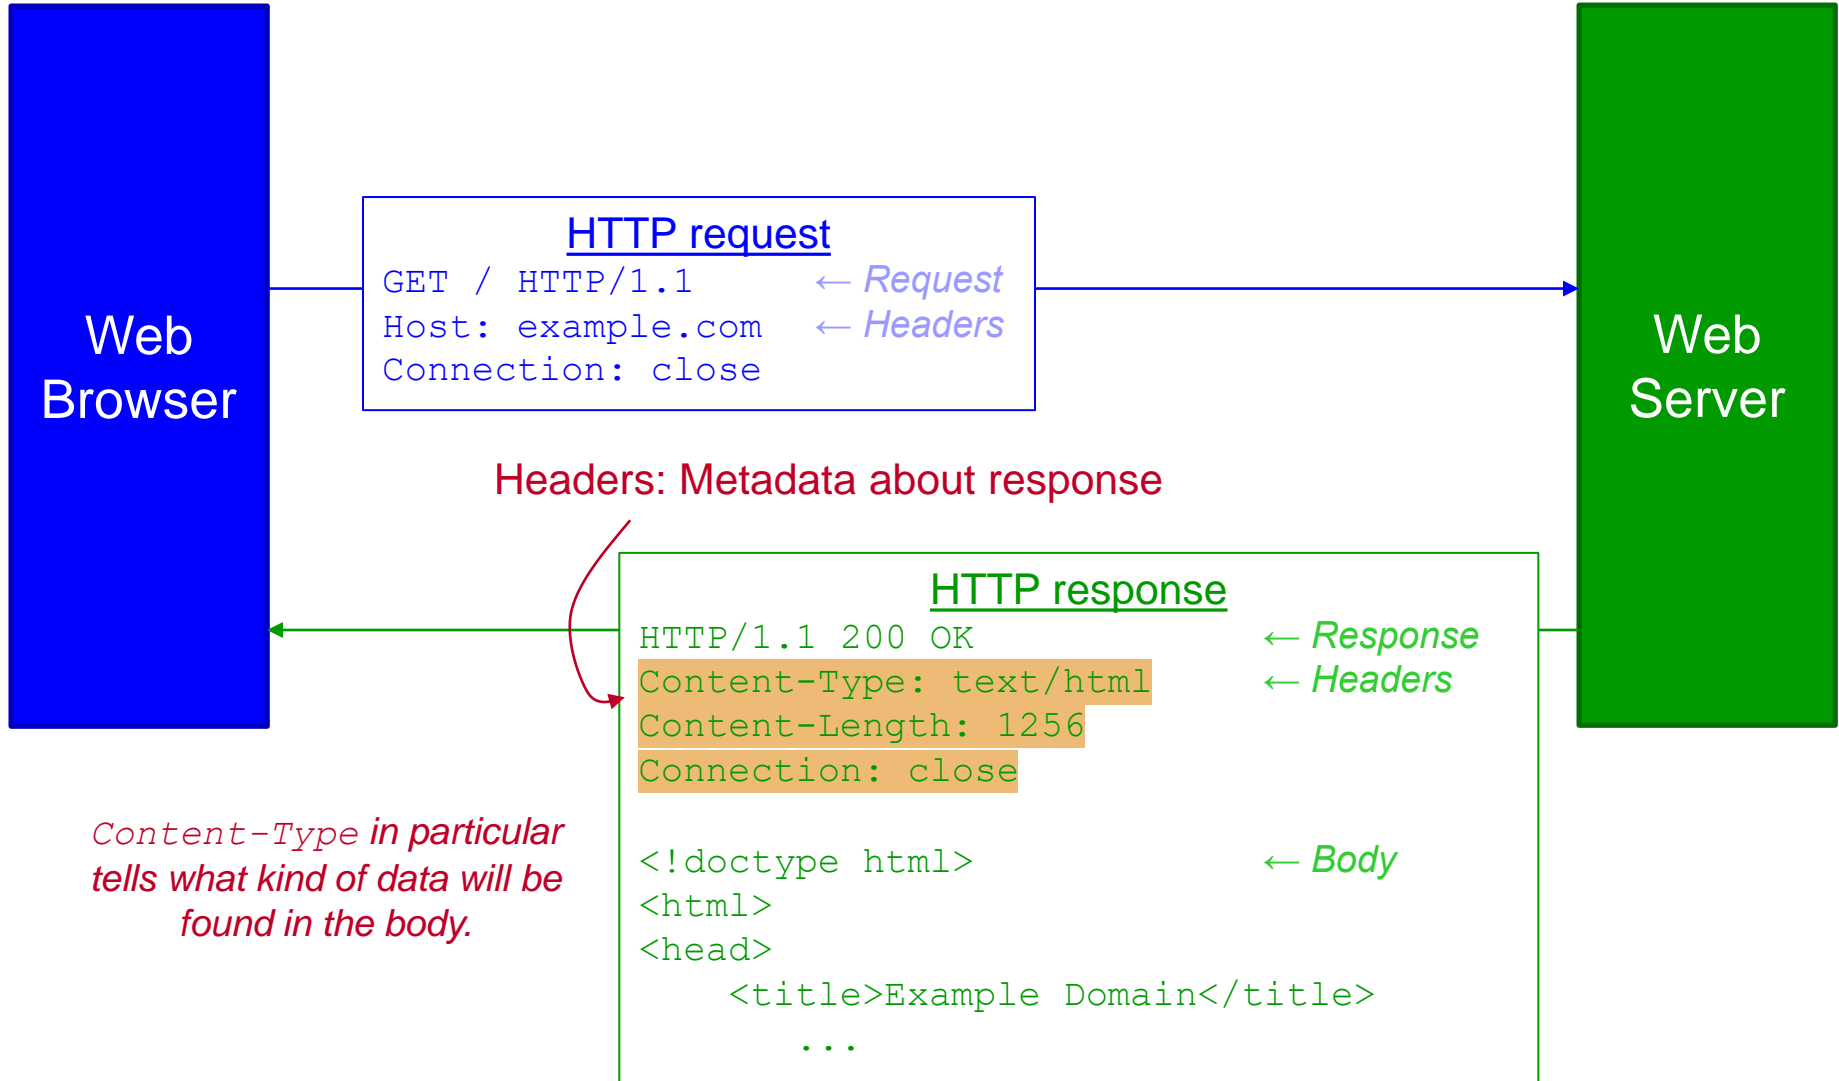 Web
Browser
HTTP request
GET / HTTP/1.1 ← Request
Host: example.com ← Headers
Connection: close
Web
Server
Headers: Metadata about response
HTTP response
HTTP/1.1 200 OK ← Response
Content-Type: text/html ← Headers
Content-Length: 1256
Connection: close
<!doctype html> ← Body
<html>
<head>
<title>Example Domain</title>
...
Content-Type in particular
tells what kind of data will be
found in the body.